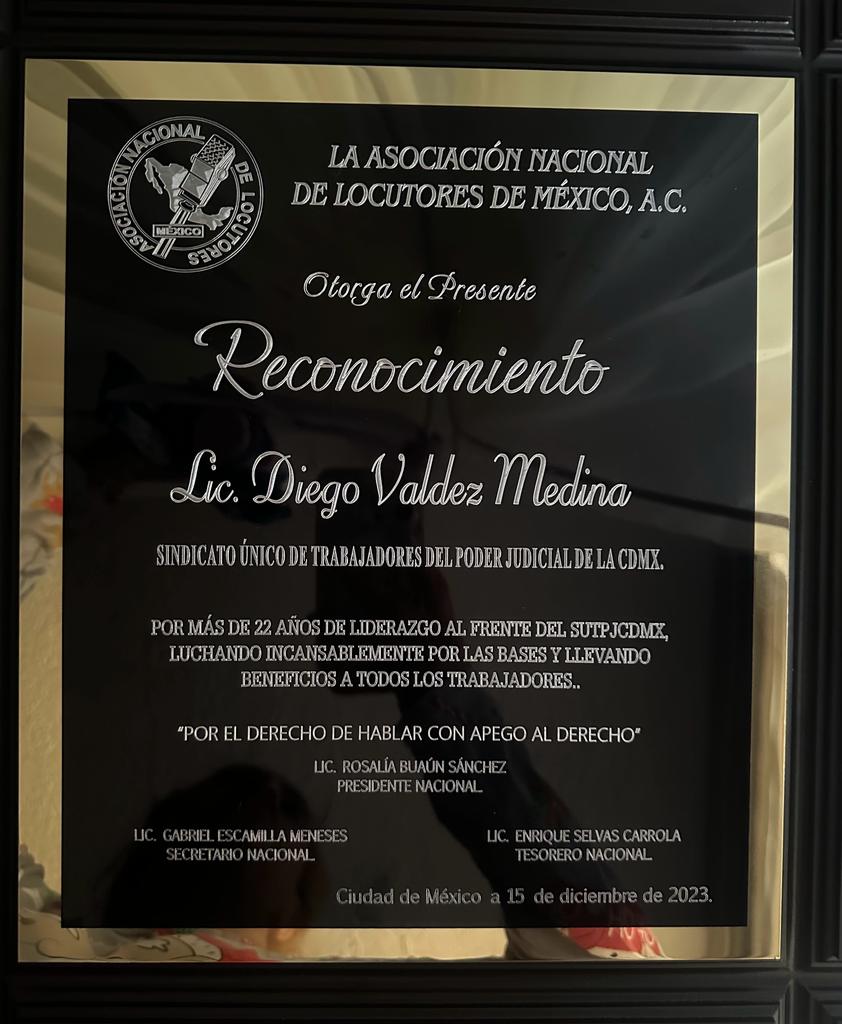 ASOCIACIÓN NACIONAL DE LOCUTORES
MÉXICO
LA ASOCIACIÓN NACIONAL
DE LOCUTORES DE MÉXICO, A.C.
Otorga el Presente
Reconocimiento
Lic. Diego Valdez Medina
SINDICATO ÚNICO DE TRABAJADORES DEL PODER JUDICIAL DE LA CDMX.
POR MÁS DE 22 AÑOS DE LIDERAZGO AL FRENTE DEL SUTPJCDMX,
LUCHANDO INCANSABLEMENTE POR LAS BASES Y LLEVANDO
BENEFICIOS A TODOS LOS TRABAJADORES..
"POR EL DERECHO DE HABLAR CON APEGO AL DERECHO"
LIC. ROSALÍA BUAÚN SÁNCHEZ
PRESIDENTE NACIONAL
LIC. GABRIEL ESCAMILLA MENESES
SECRETARIO NACIONAL
LIC. ENRIQUE SELVAS CARROLA
TESORERO NACIONAL
Ciudad de México a 15 de diciembre de 2023.